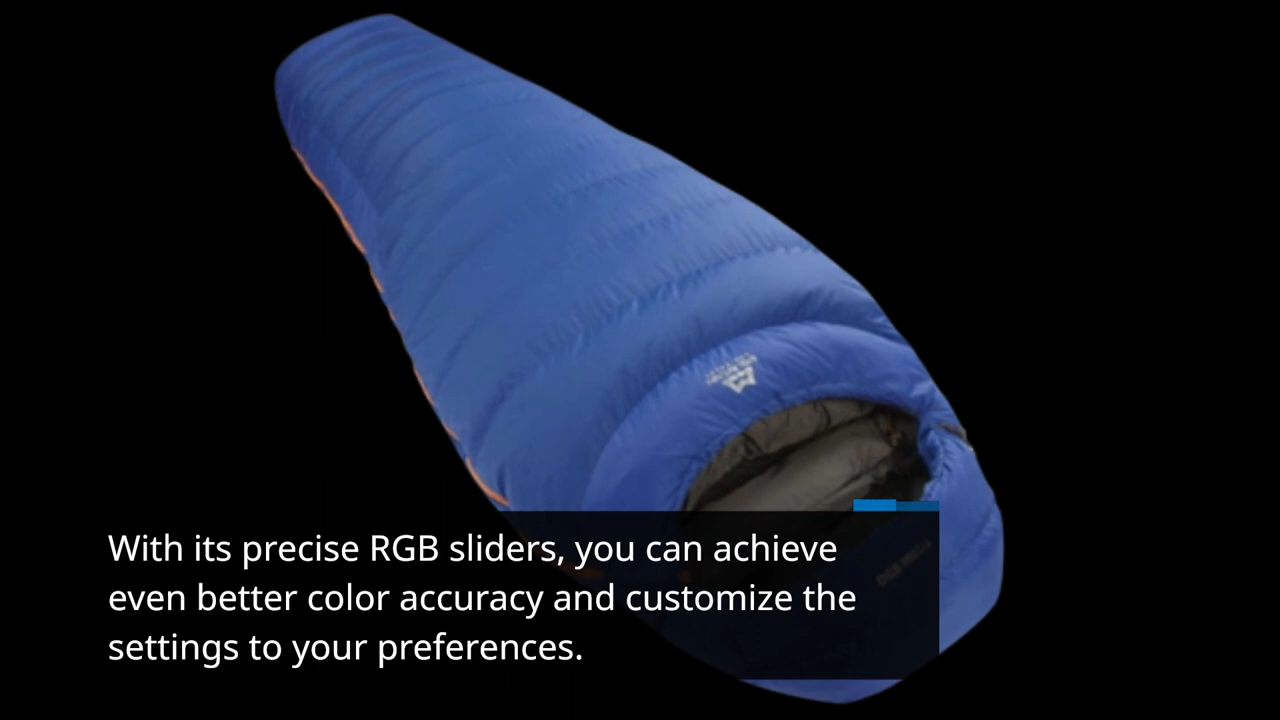 With its precise RGB sliders, you can achieve
even better color accuracy and customize the
settings to your preferences.